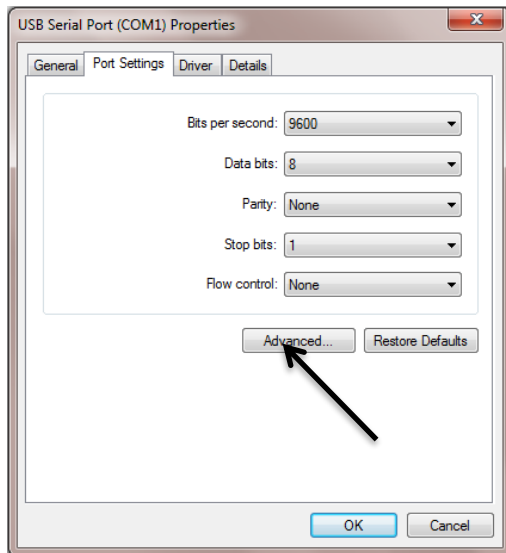 USB Serial Port (COM1) Properties
General Port Settings Driver Details
Bits per second: 9600
Data bits: 8
Parity: None
Stop bits: 1
Flow control: None
Advanced... Restore Defaults
OK Cancel